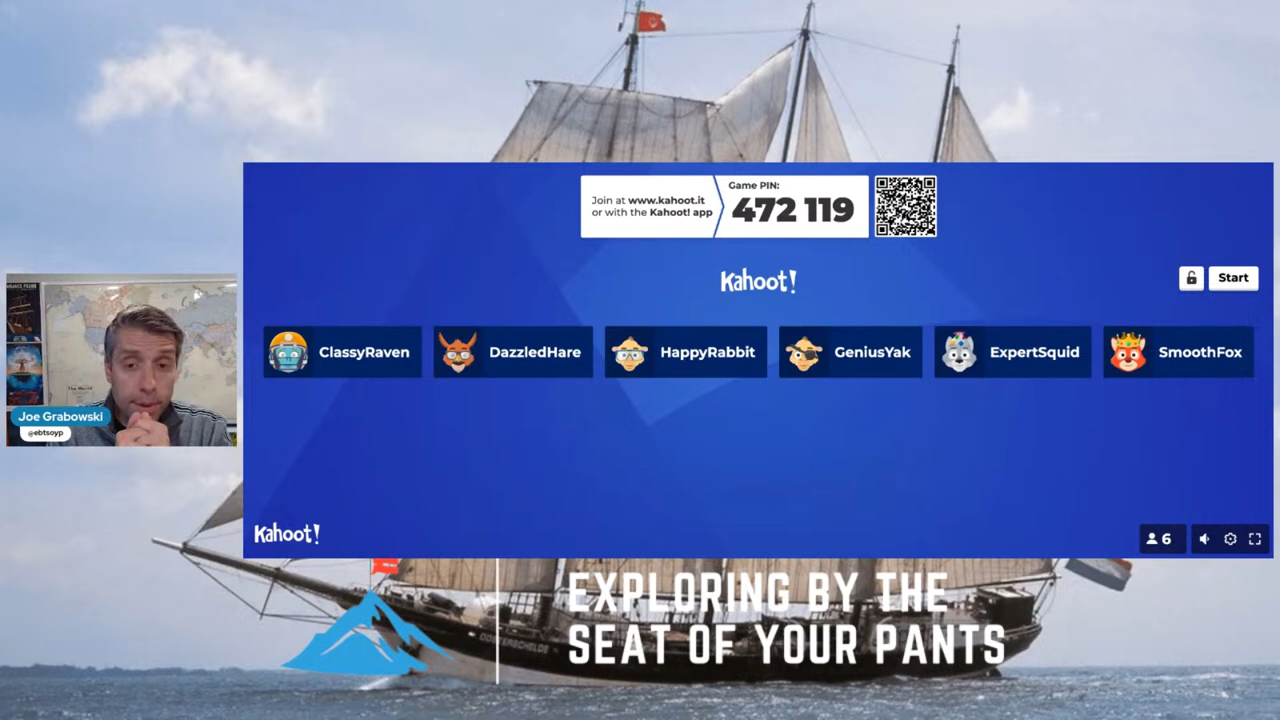 Join at www.kahoot.it
or with the Kahoot! app
Game PIN:
472 119
Kahoot!
Start
ClassyRaven
DazzledHare
HappyRabbit
GeniusYak
ExpertSquid
SmoothFox
Joe Grabowski
@ebtsoyp
Kahoot!
6
EXPLORING BY THE
SEAT OF YOUR PANTS
OOSTERSCHELDE